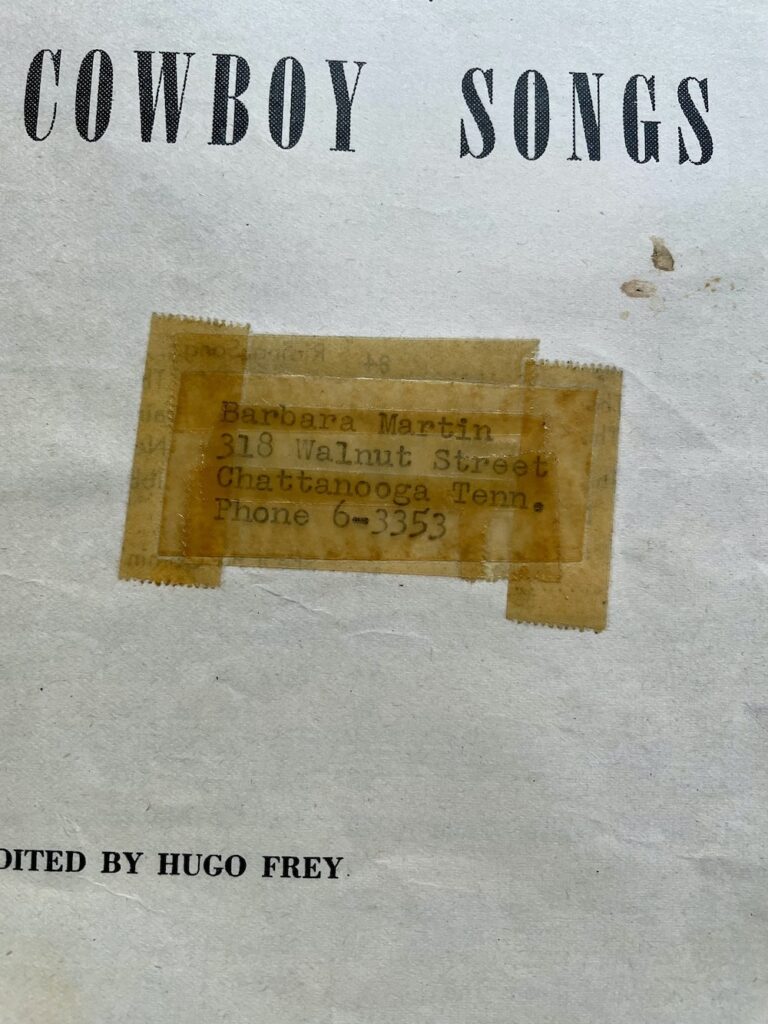 COWBOY SONGS
Barbara Martin
318 Walnut Street
Chattanooga Tenn.
Phone 6-3353
DITED BY HUGO FREY